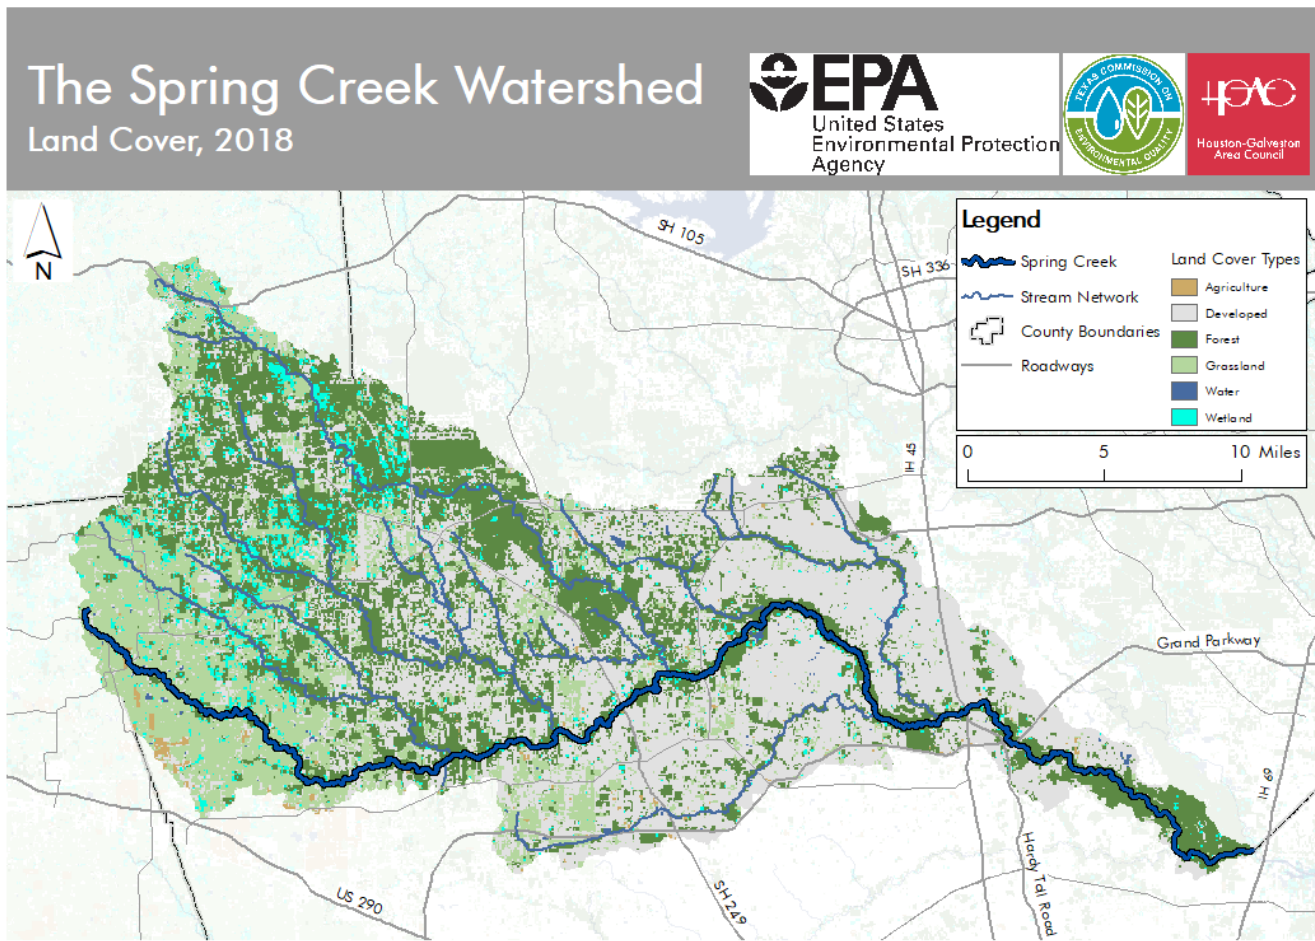 The Spring Creek Watershed
Land Cover, 2018
EPA
United States
Environmental Protection
Agency
TEXAS COMMISSION ON
ENVIRONMENTAL QUALITY
Houston-Galveston
Area Council
N
SH 105
SH 336
IH 45
Grand Parkway
IH 69
Hardy Toll Road
SH 249
US 290
Legend
Spring Creek
Stream Network
County Boundaries
Roadways
Land Cover Types
Agriculture
Developed
Forest
Grassland
Water
Wetland
0 5 10 Miles